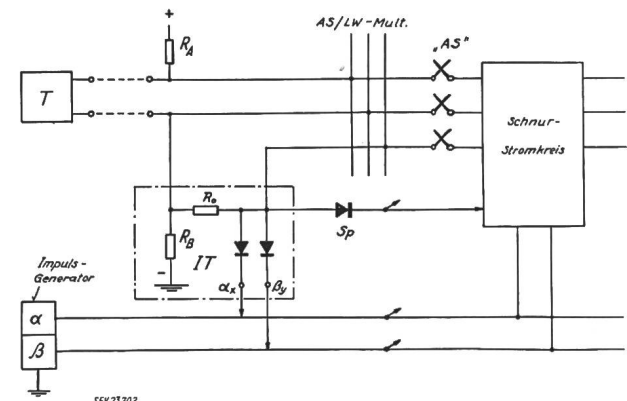 +
AS/LW-Mult.
„AS"
R_A
T
Schnur-
Stromkreis
R_o
Sp
R_B
IT
-
α_x
β_y
Impuls-
Generator
α
β